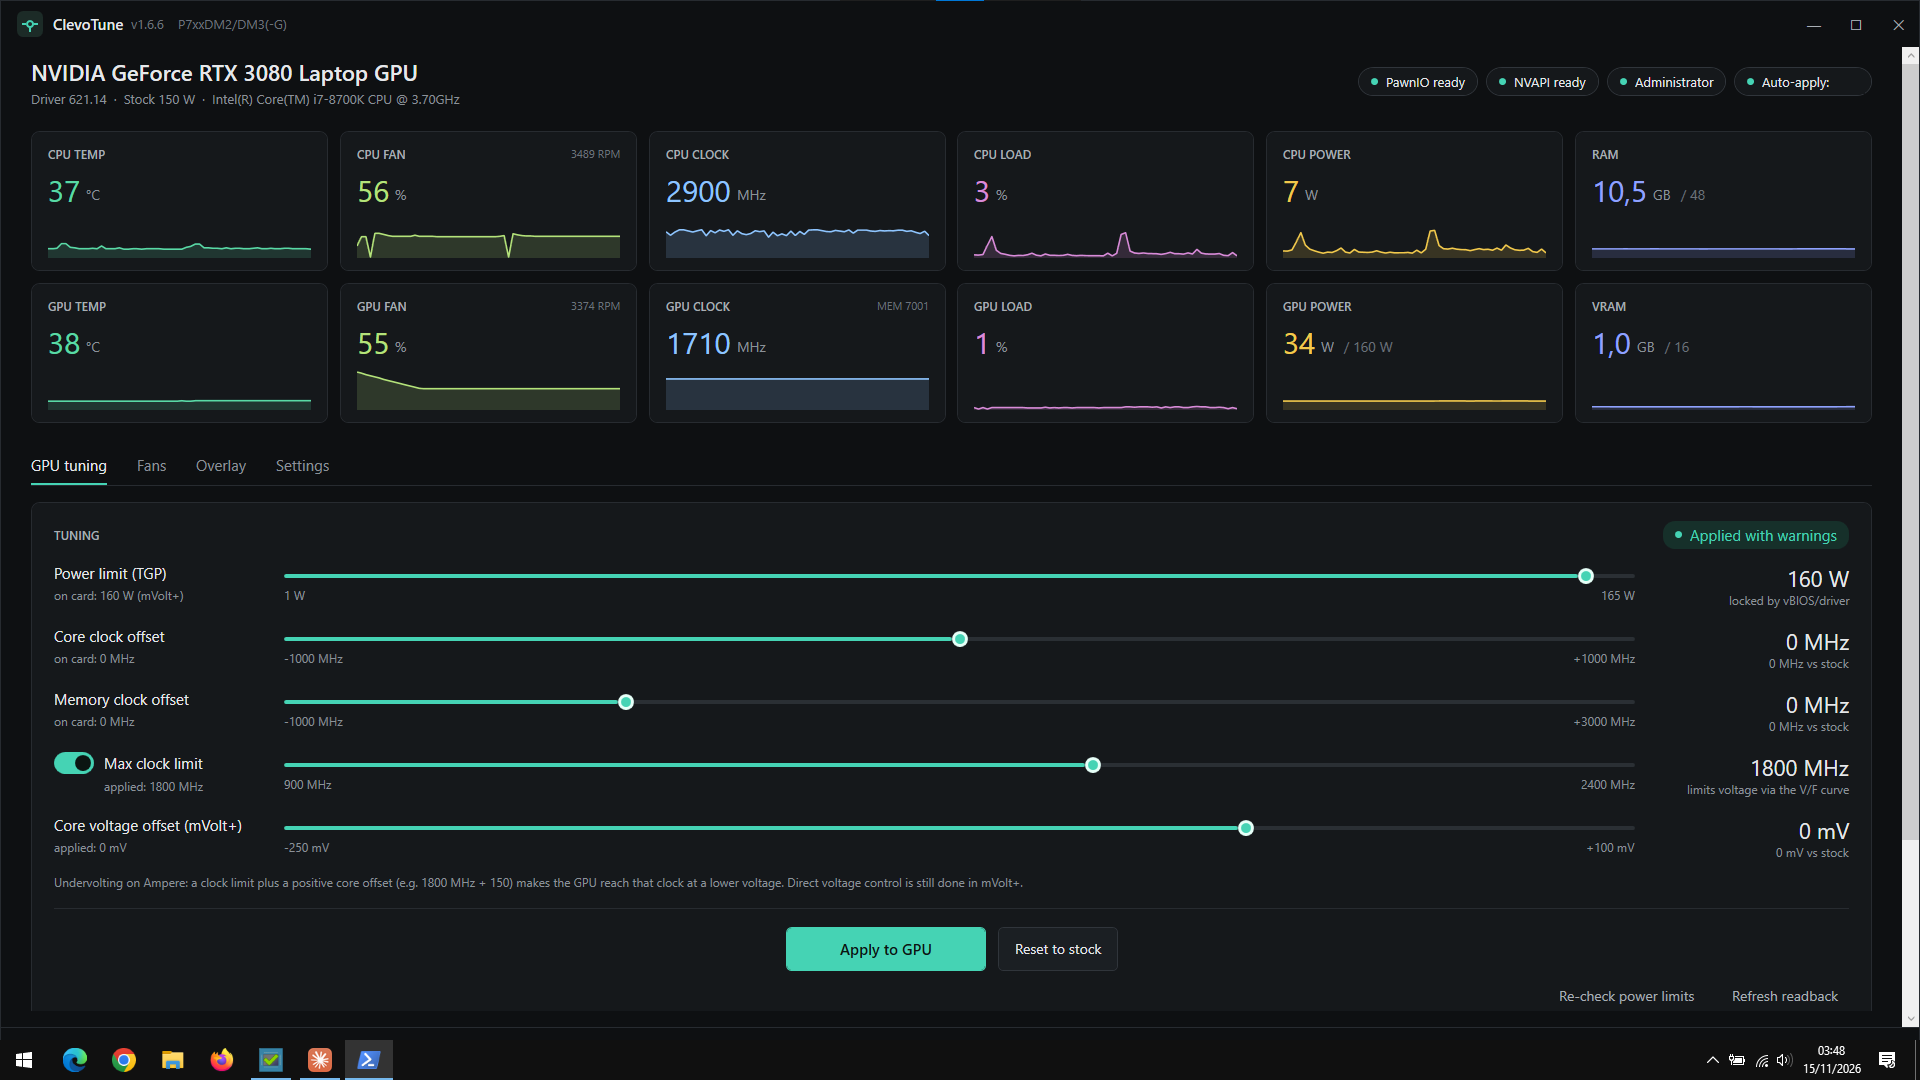 ClevoTune v1.6.6 P7xxDM2/DM3(-G)
NVIDIA GeForce RTX 3080 Laptop GPU
Driver 621.14 · Stock 150 W · Intel(R) Core(TM) i7-8700K CPU @ 3.70GHz
PawnIO ready
NVAPI ready
Administrator
Auto-apply:
CPU TEMP
37 °C
CPU FAN 3489 RPM
56 %
CPU CLOCK
2900 MHz
CPU LOAD
3 %
CPU POWER
7 W
RAM
10,5 GB / 48
GPU TEMP
38 °C
GPU FAN 3374 RPM
55 %
GPU CLOCK MEM 7001
1710 MHz
GPU LOAD
1 %
GPU POWER
34 W / 160 W
VRAM
1,0 GB / 16
GPU tuning Fans Overlay Settings
TUNING
Applied with warnings
Power limit (TGP)
on card: 160 W (mVolt+)
1 W
165 W
160 W
locked by vBIOS/driver
Core clock offset
on card: 0 MHz
-1000 MHz
+1000 MHz
0 MHz
0 MHz vs stock
Memory clock offset
on card: 0 MHz
-1000 MHz
+3000 MHz
0 MHz
0 MHz vs stock
Max clock limit
applied: 1800 MHz
900 MHz
2400 MHz
1800 MHz
limits voltage via the V/F curve
Core voltage offset (mVolt+)
applied: 0 mV
-250 mV
+100 mV
0 mV
0 mV vs stock
Undervolting on Ampere: a clock limit plus a positive core offset (e.g. 1800 MHz + 150) makes the GPU reach that clock at a lower voltage. Direct voltage control is still done in mVolt+.
Apply to GPU
Reset to stock
Re-check power limits
Refresh readback
03:48
15/11/2026